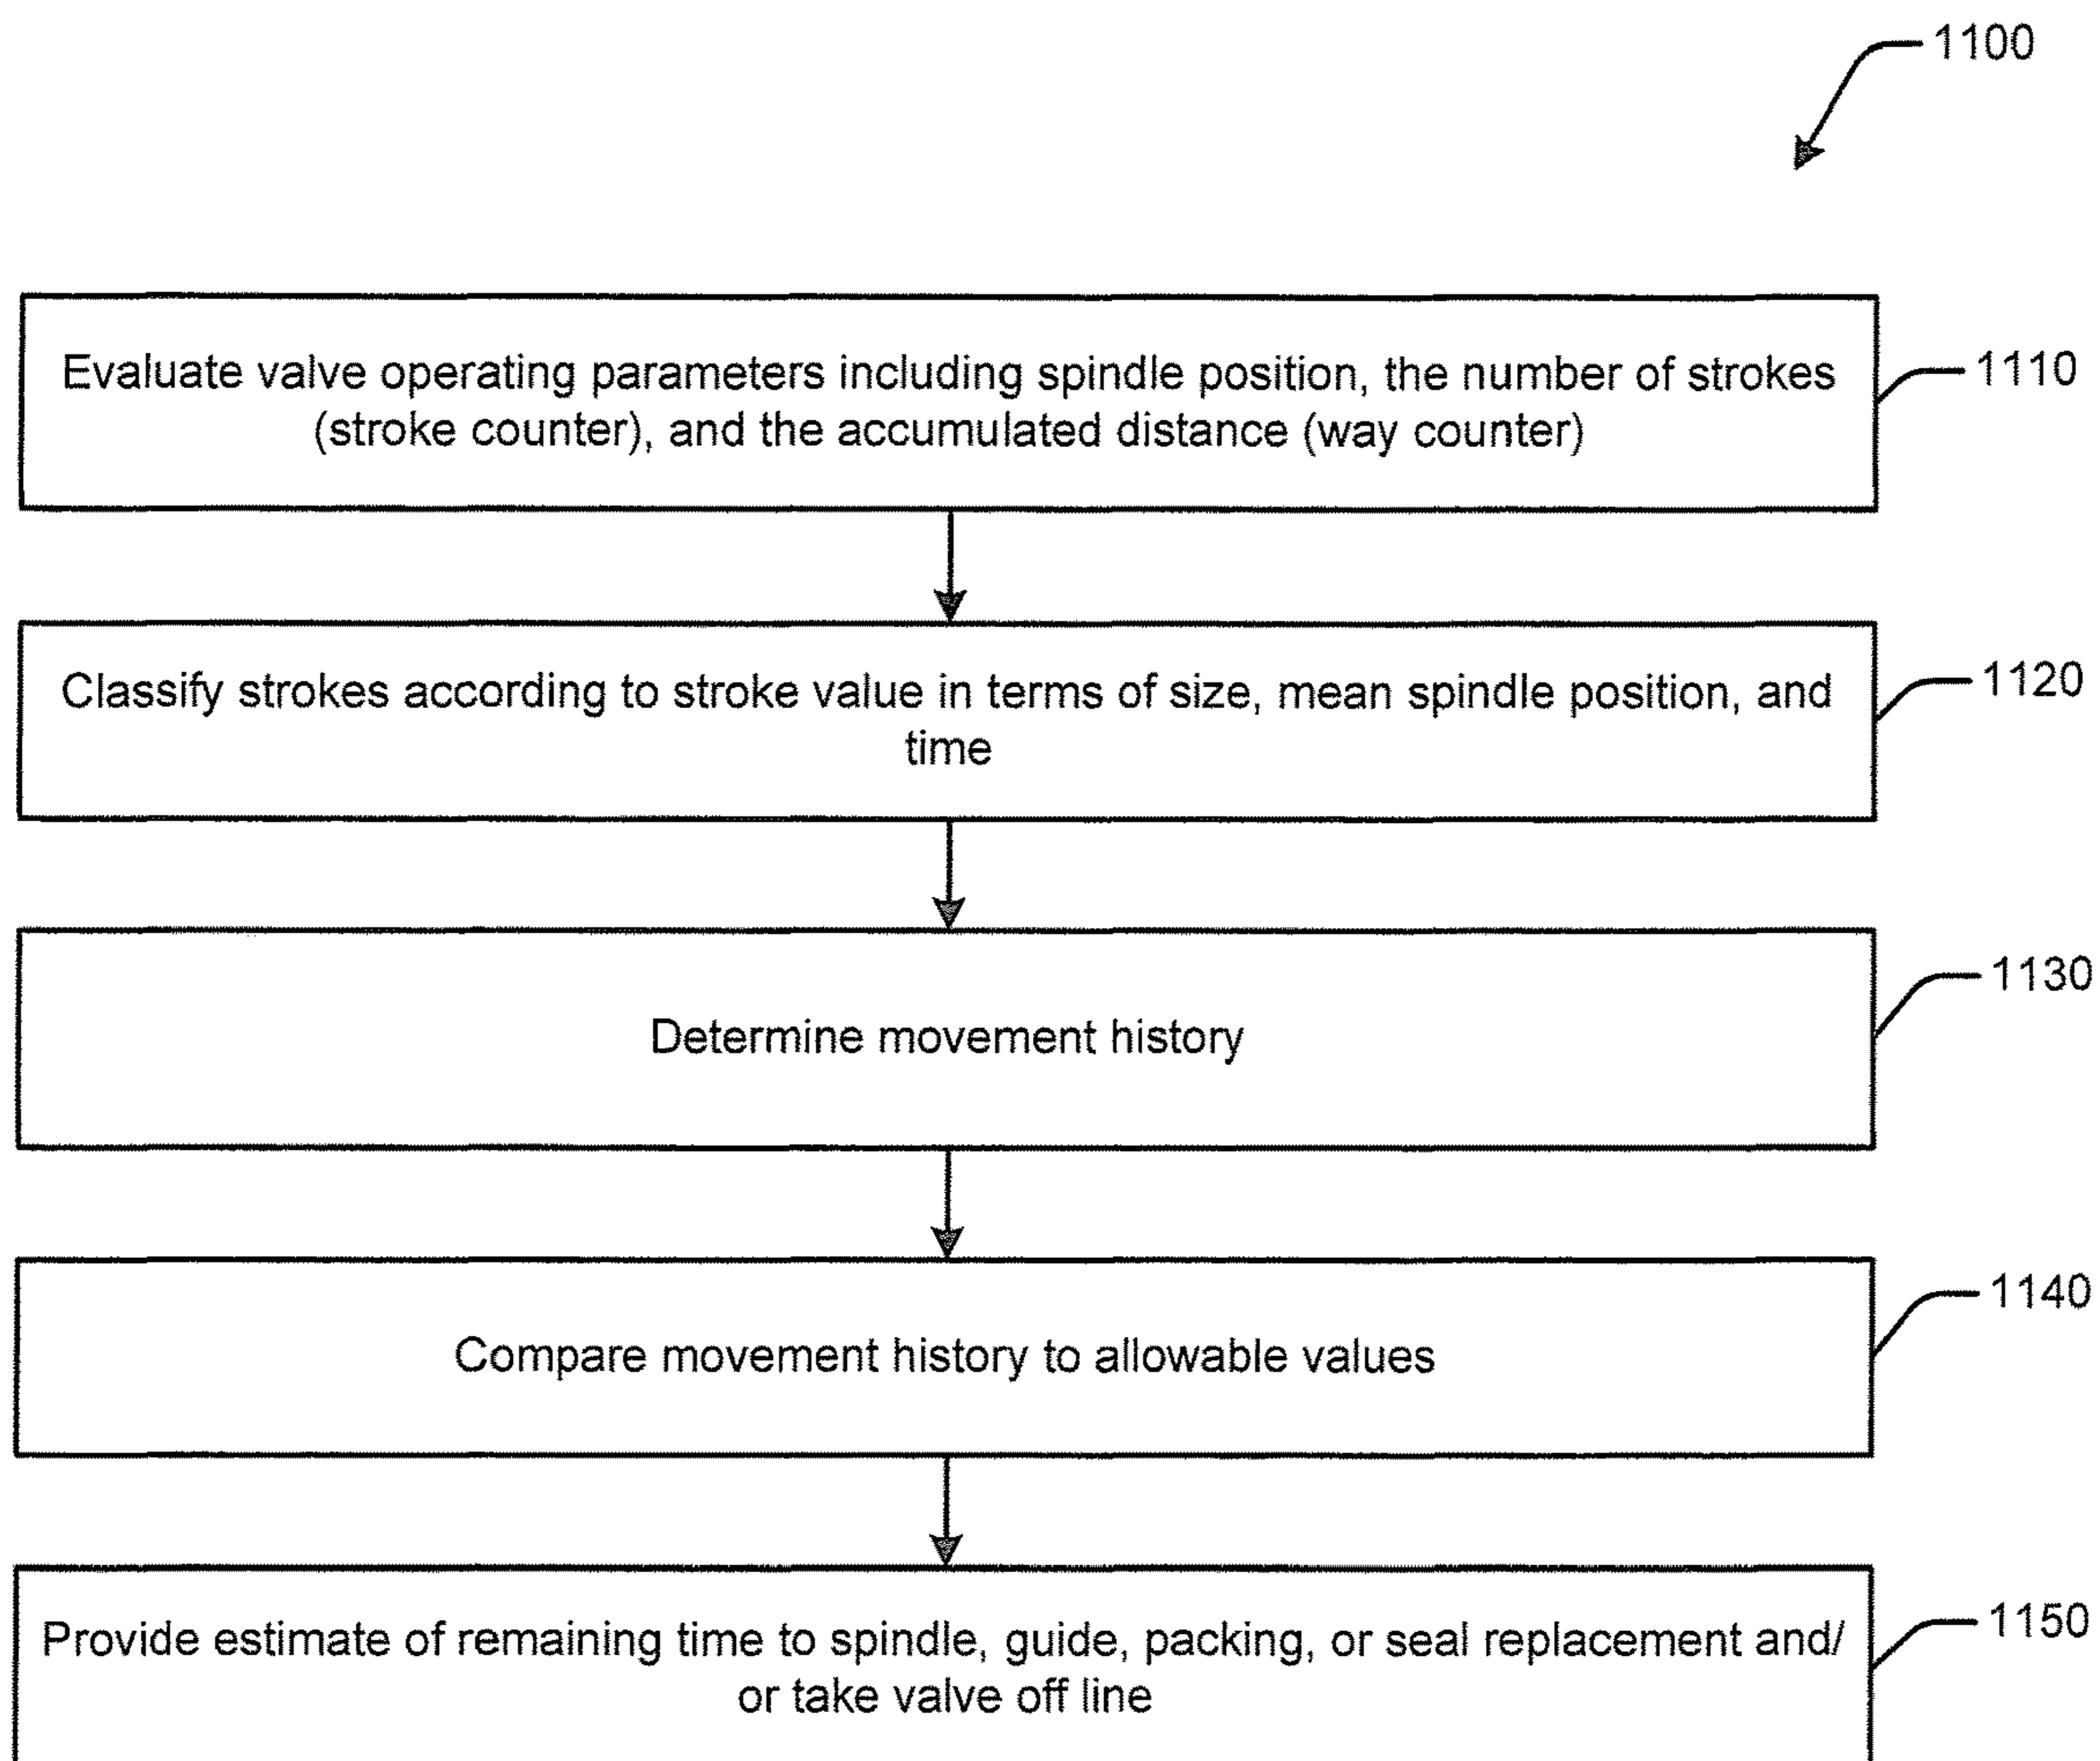 1100
Evaluate valve operating parameters including spindle position, the number of strokes
(stroke counter), and the accumulated distance (way counter)
1110
Classify strokes according to stroke value in terms of size, mean spindle position, and
time
1120
Determine movement history
1130
Compare movement history to allowable values
1140
Provide estimate of remaining time to spindle, guide, packing, or seal replacement and/
or take valve off line
1150